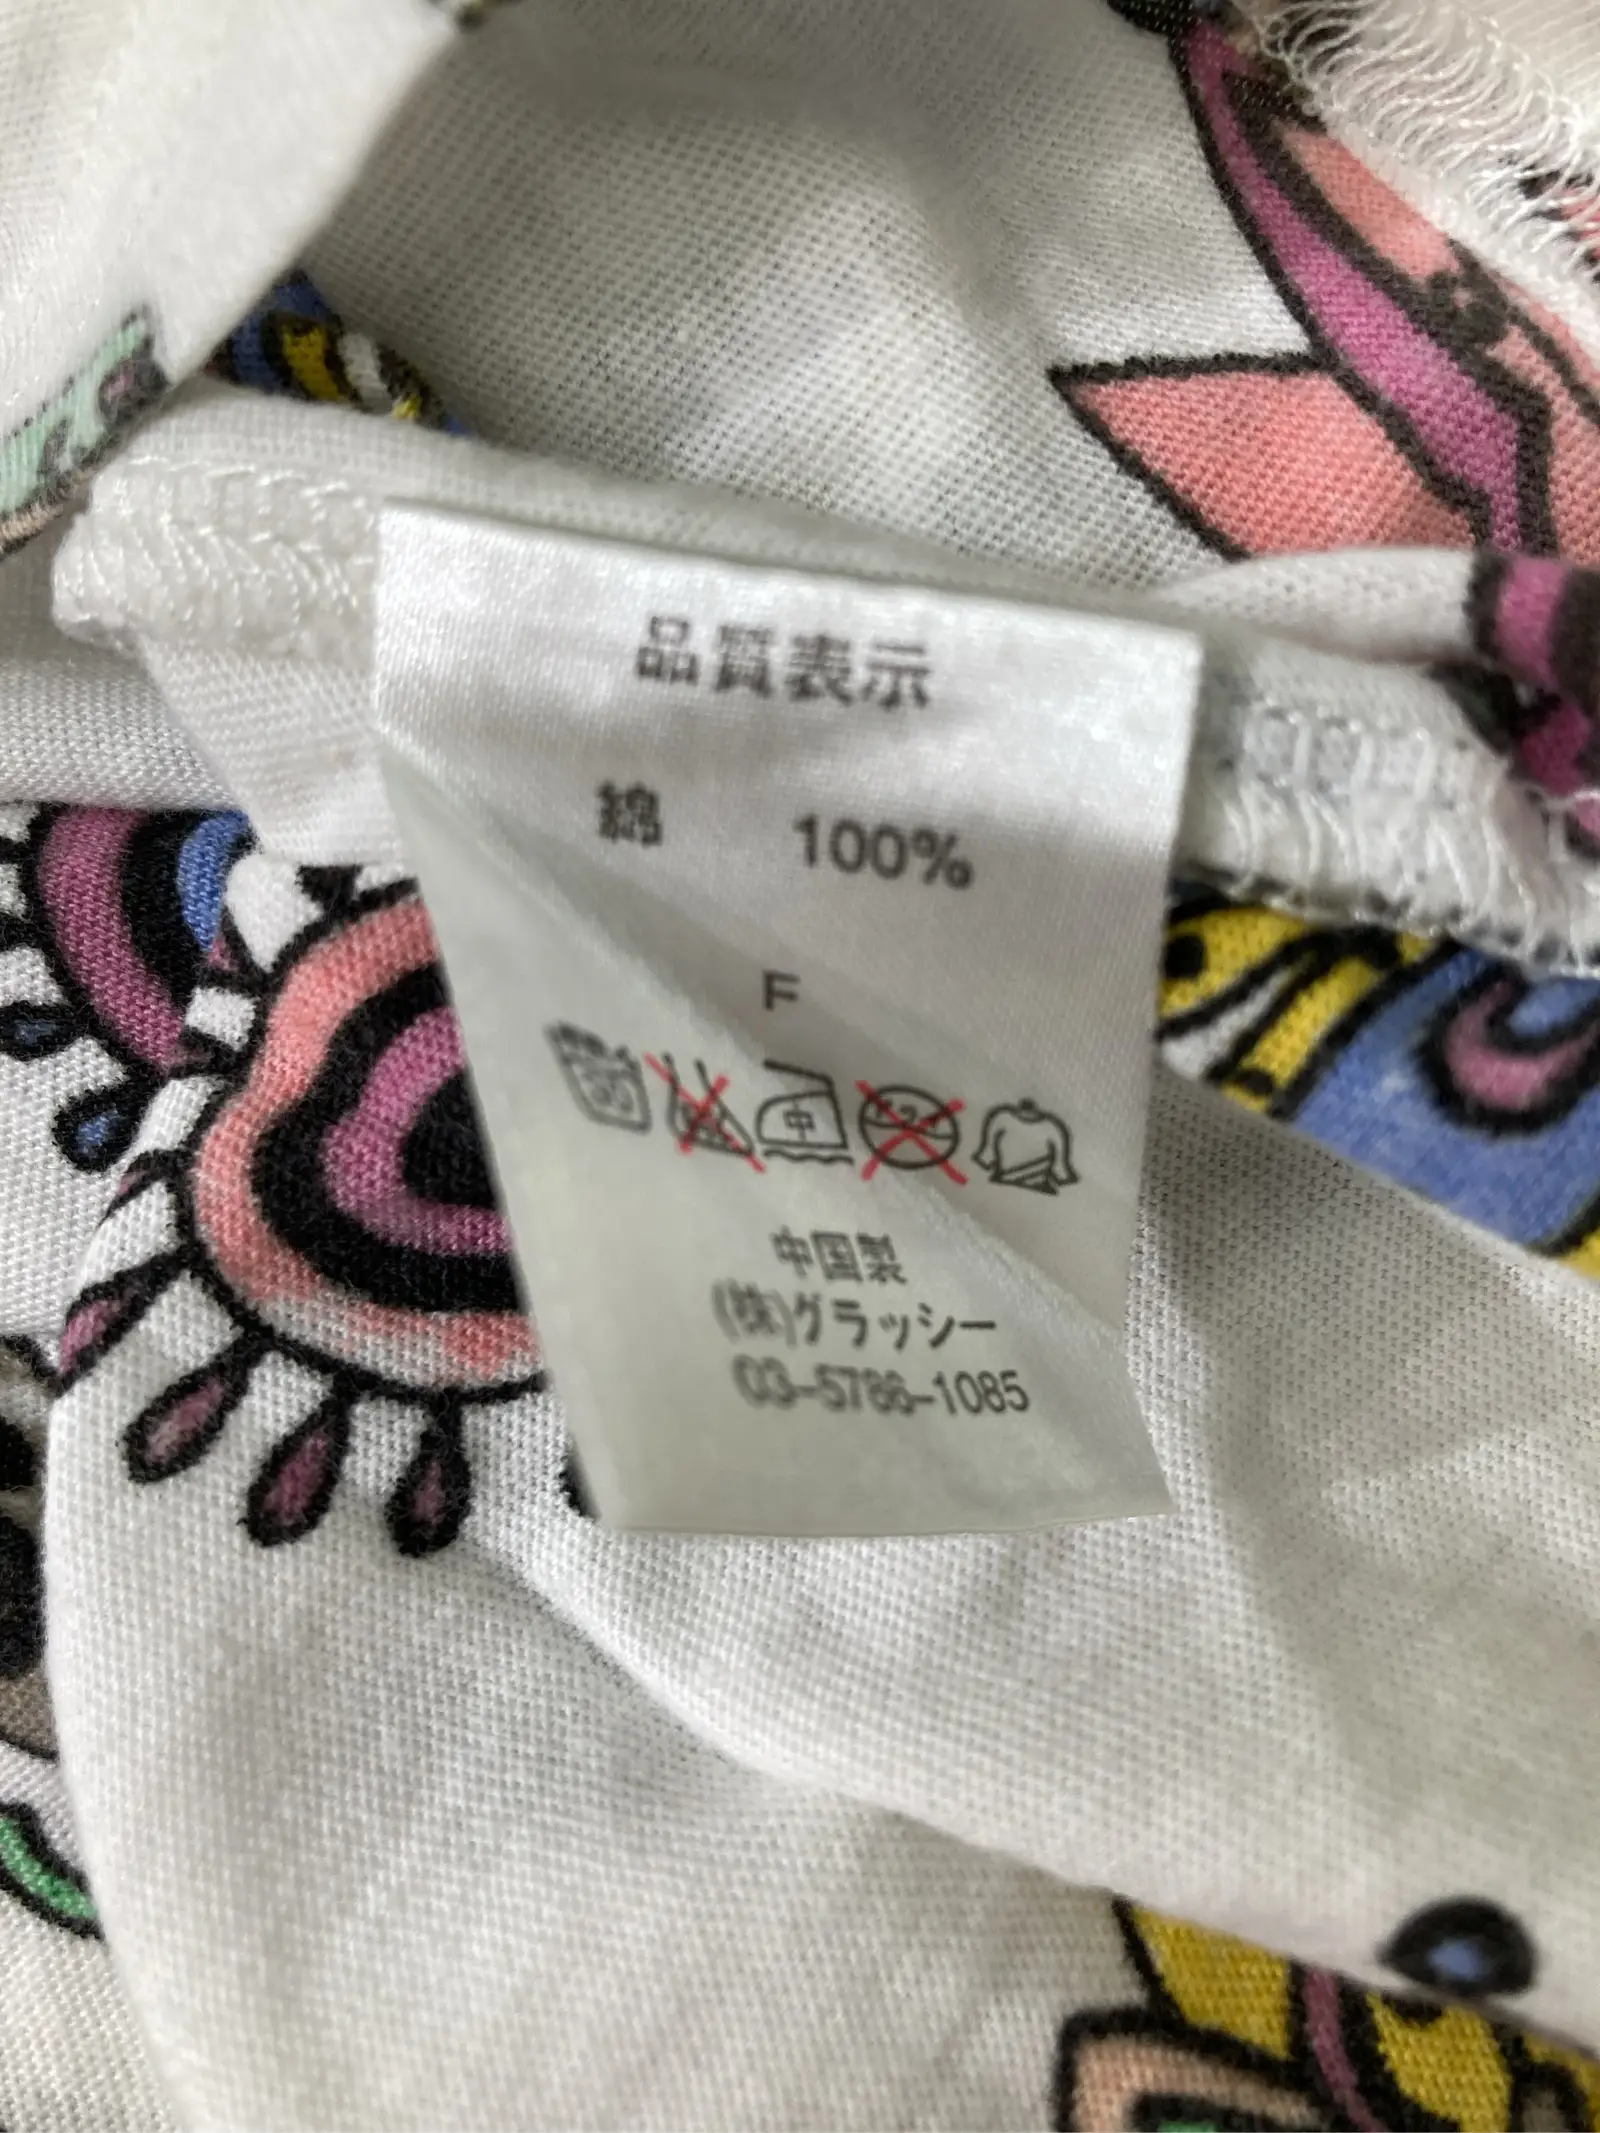 品質表示
綿 100%
F
中
中国製
(株)グラッシー
03-5786-1085